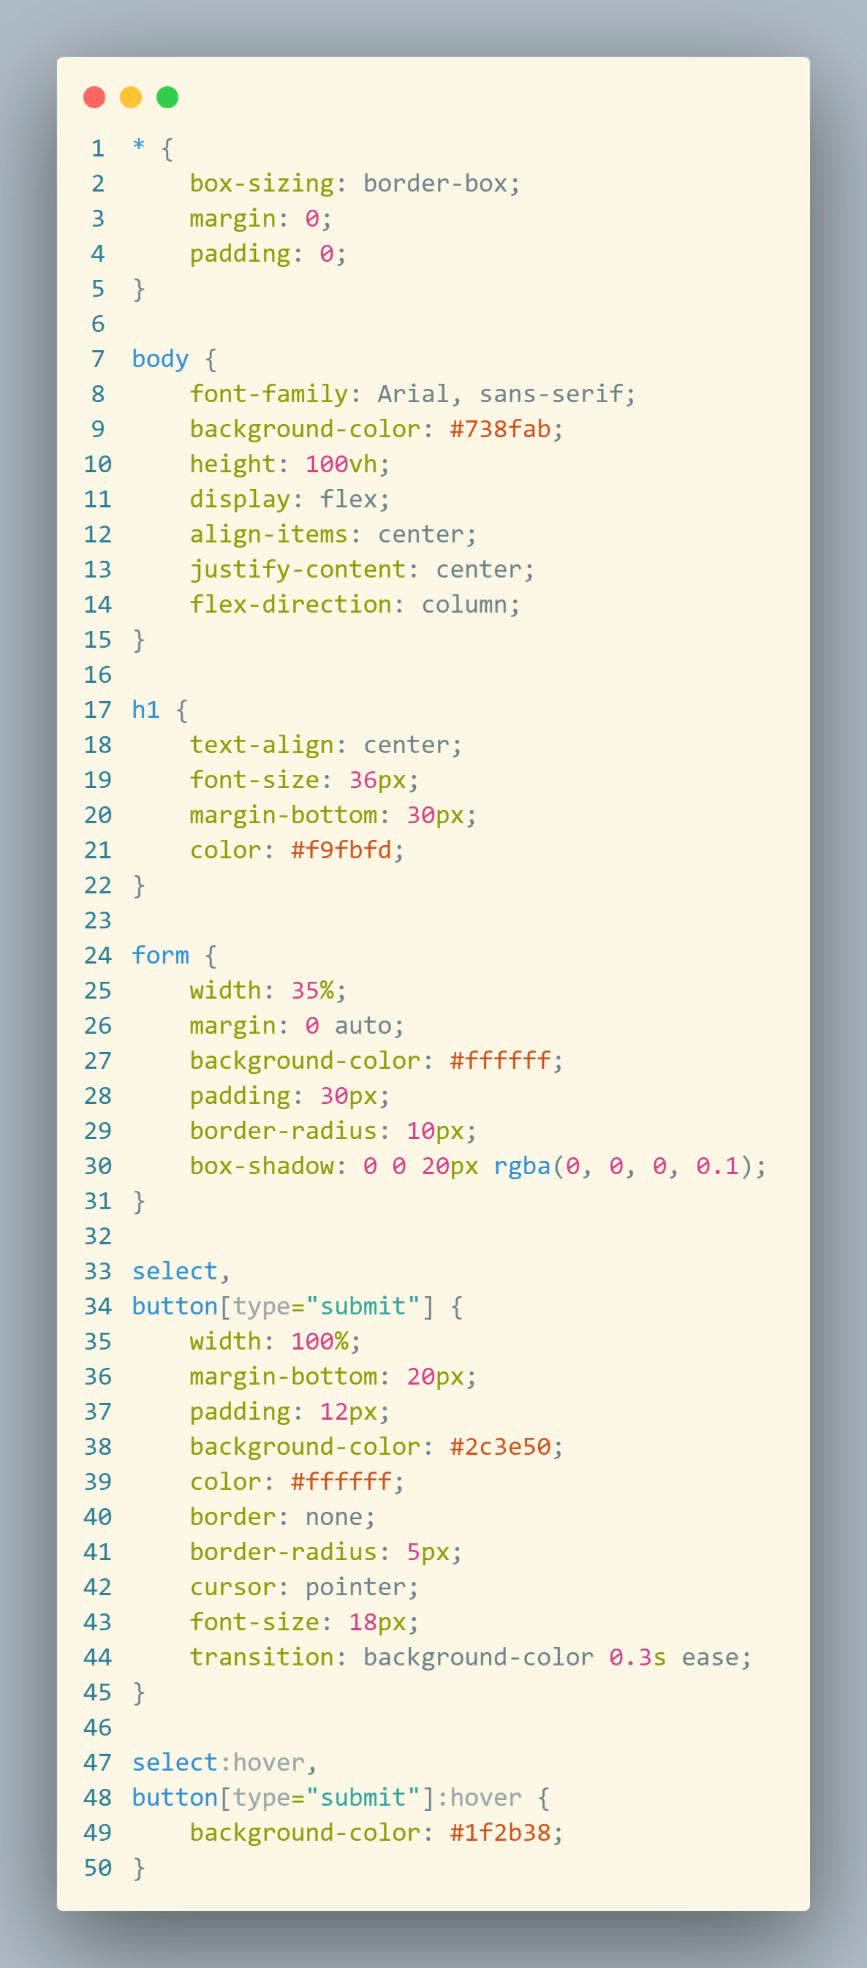 1 * {
2     box-sizing: border-box;
3     margin: 0;
4     padding: 0;
5 }
6
7 body {
8     font-family: Arial, sans-serif;
9     background-color: #738fab;
10     height: 100vh;
11     display: flex;
12     align-items: center;
13     justify-content: center;
14     flex-direction: column;
15 }
16
17 h1 {
18     text-align: center;
19     font-size: 36px;
20     margin-bottom: 30px;
21     color: #f9fbfd;
22 }
23
24 form {
25     width: 35%;
26     margin: 0 auto;
27     background-color: #ffffff;
28     padding: 30px;
29     border-radius: 10px;
30     box-shadow: 0 0 20px rgba(0, 0, 0, 0.1);
31 }
32
33 select,
34 button[type="submit"] {
35     width: 100%;
36     margin-bottom: 20px;
37     padding: 12px;
38     background-color: #2c3e50;
39     color: #ffffff;
40     border: none;
41     border-radius: 5px;
42     cursor: pointer;
43     font-size: 18px;
44     transition: background-color 0.3s ease;
45 }
46
47 select:hover,
48 button[type="submit"]:hover {
49     background-color: #1f2b38;
50 }